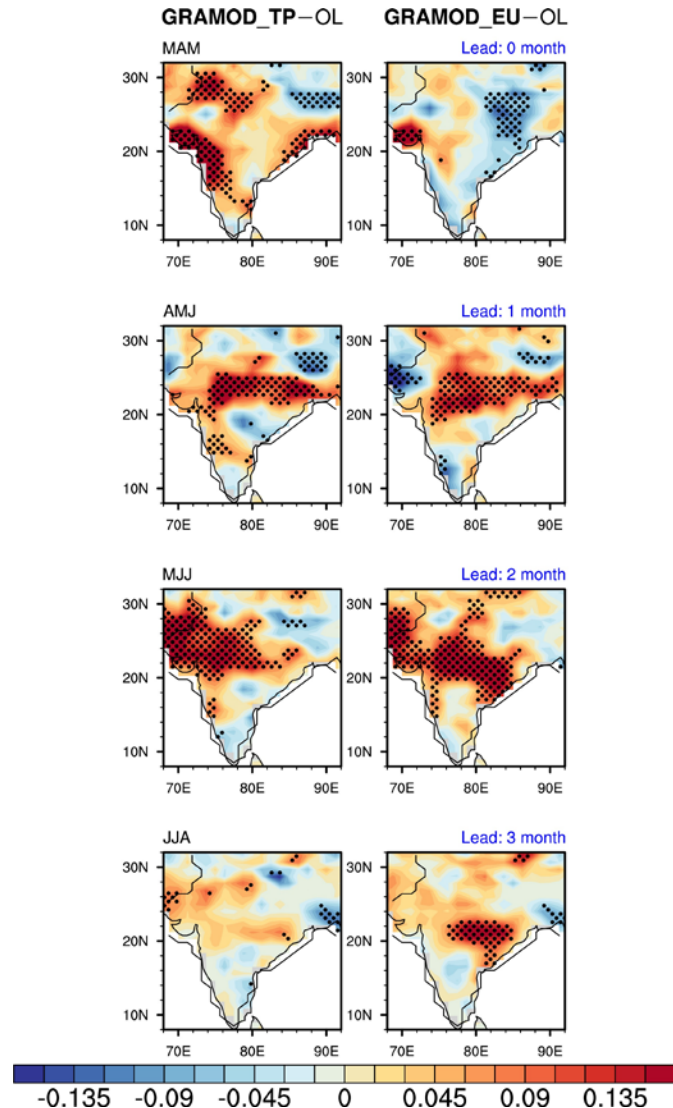 GRAMOD_TP−OL GRAMOD_EU−OL
MAM Lead: 0 month
30N
20N
10N
70E 80E 90E 70E 80E 90E
AMJ Lead: 1 month
30N 30N
20N 20N
10N 10N
70E 80E 90E 70E 80E 90E
MJJ Lead: 2 month
30N 30N
20N 20N
10N 10N
70E 80E 90E 70E 80E 90E
JJA Lead: 3 month
30N 30N
20N 20N
10N 10N
70E 80E 90E 70E 80E 90E
-0.135 -0.09 -0.045 0 0.045 0.09 0.135